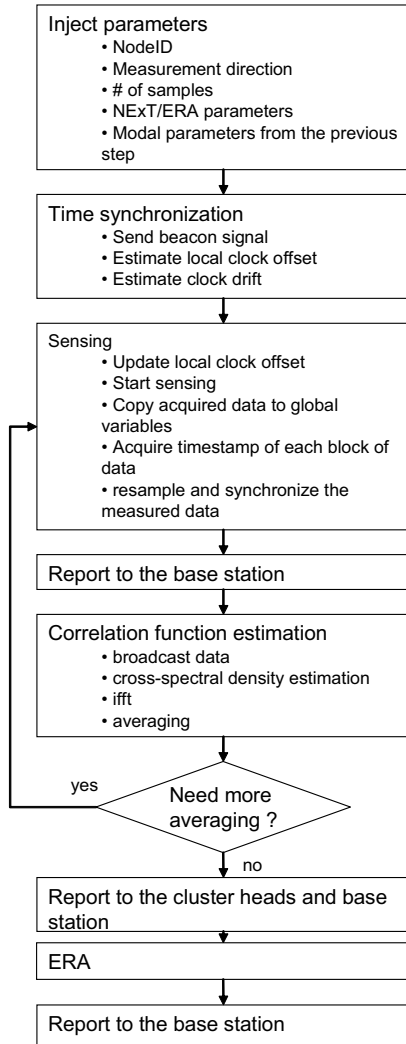 Inject parameters
• NodeID
• Measurement direction
• # of samples
• NExT/ERA parameters
• Modal parameters from the previous
step
Time synchronization
• Send beacon signal
• Estimate local clock offset
• Estimate clock drift
Sensing
• Update local clock offset
• Start sensing
• Copy acquired data to global
variables
• Acquire timestamp of each block of
data
• resample and synchronize the
measured data
Report to the base station
Correlation function estimation
• broadcast data
• cross-spectral density estimation
• ifft
• averaging
yes
Need more
averaging ?
no
Report to the cluster heads and base
station
ERA
Report to the base station